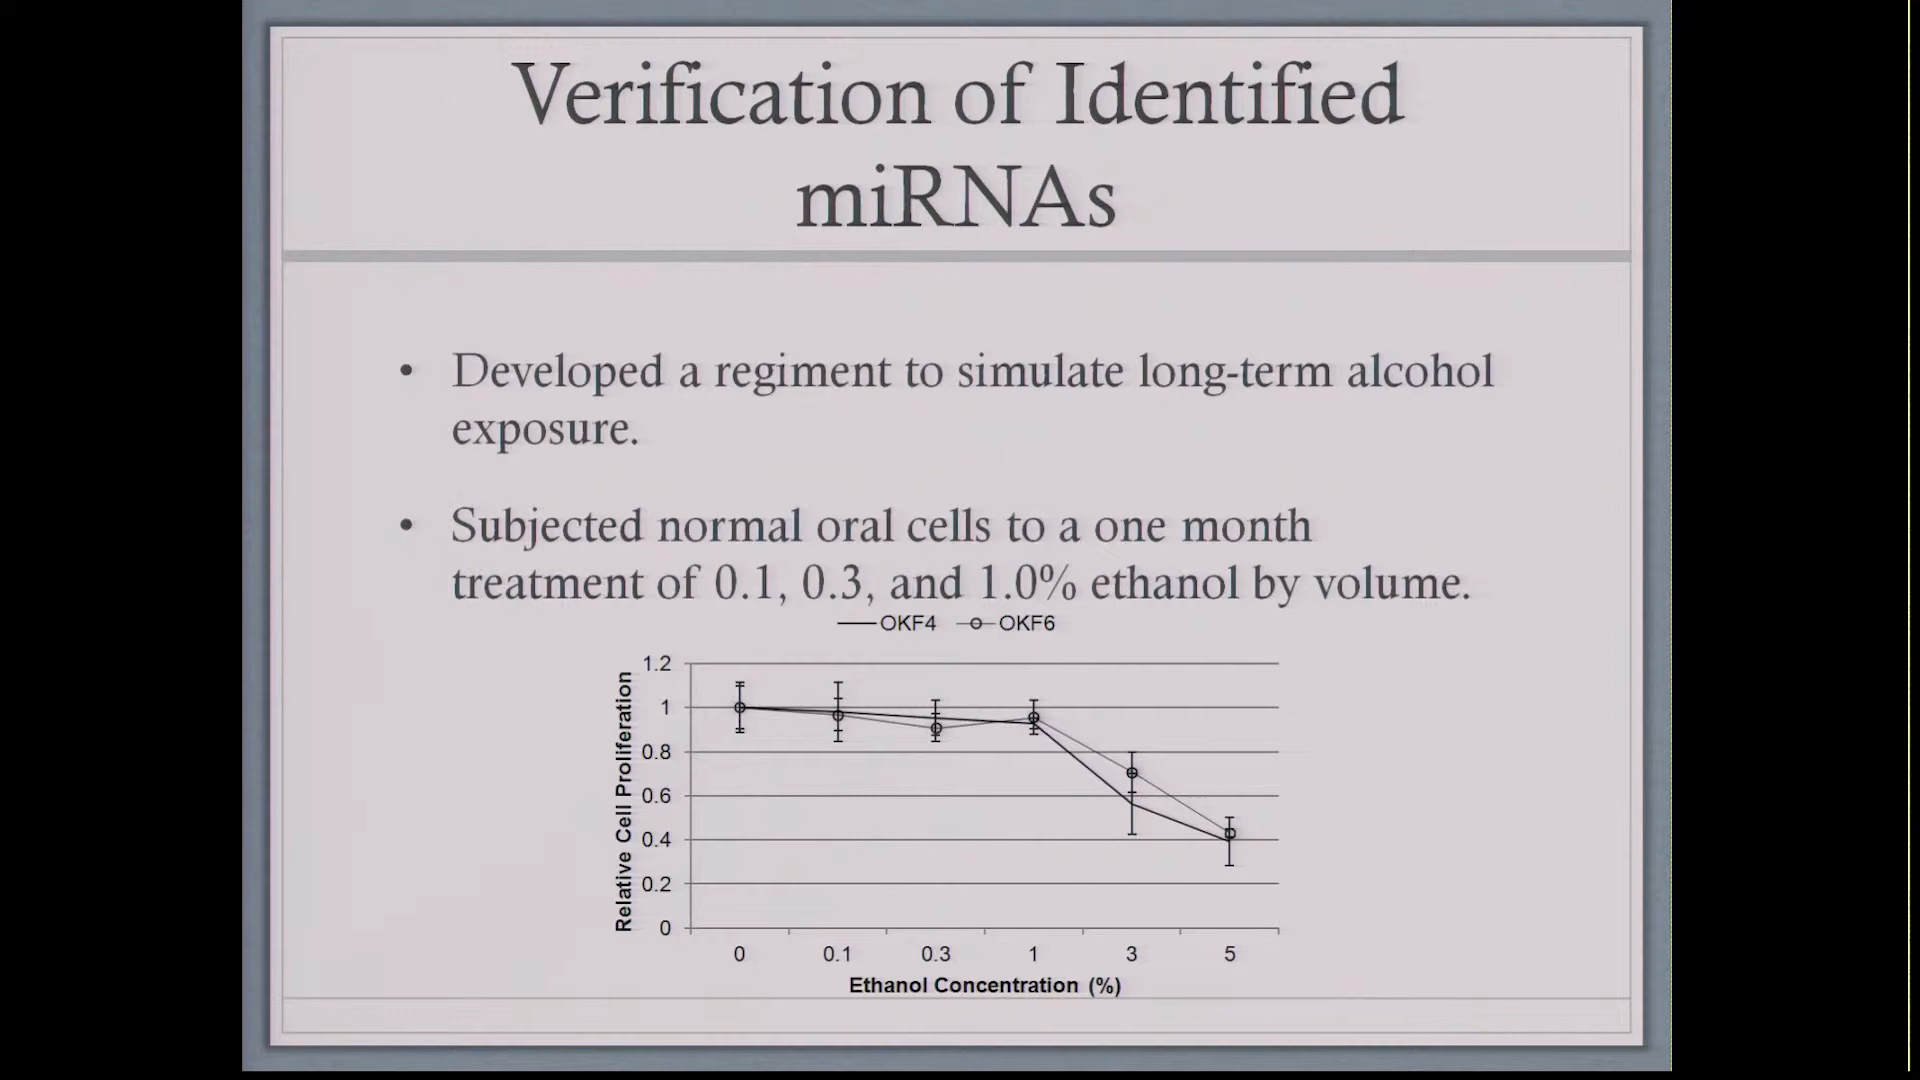 Verification of Identified
miRNAs
• Developed a regiment to simulate long-term alcohol
exposure.
• Subjected normal oral cells to a one month
treatment of 0.1, 0.3, and 1.0% ethanol by volume.
OKF4 OKF6
Relative Cell Proliferation
1.2
1
0.8
0.6
0.4
0.2
0
0 0.1 0.3 1 3 5
Ethanol Concentration (%)